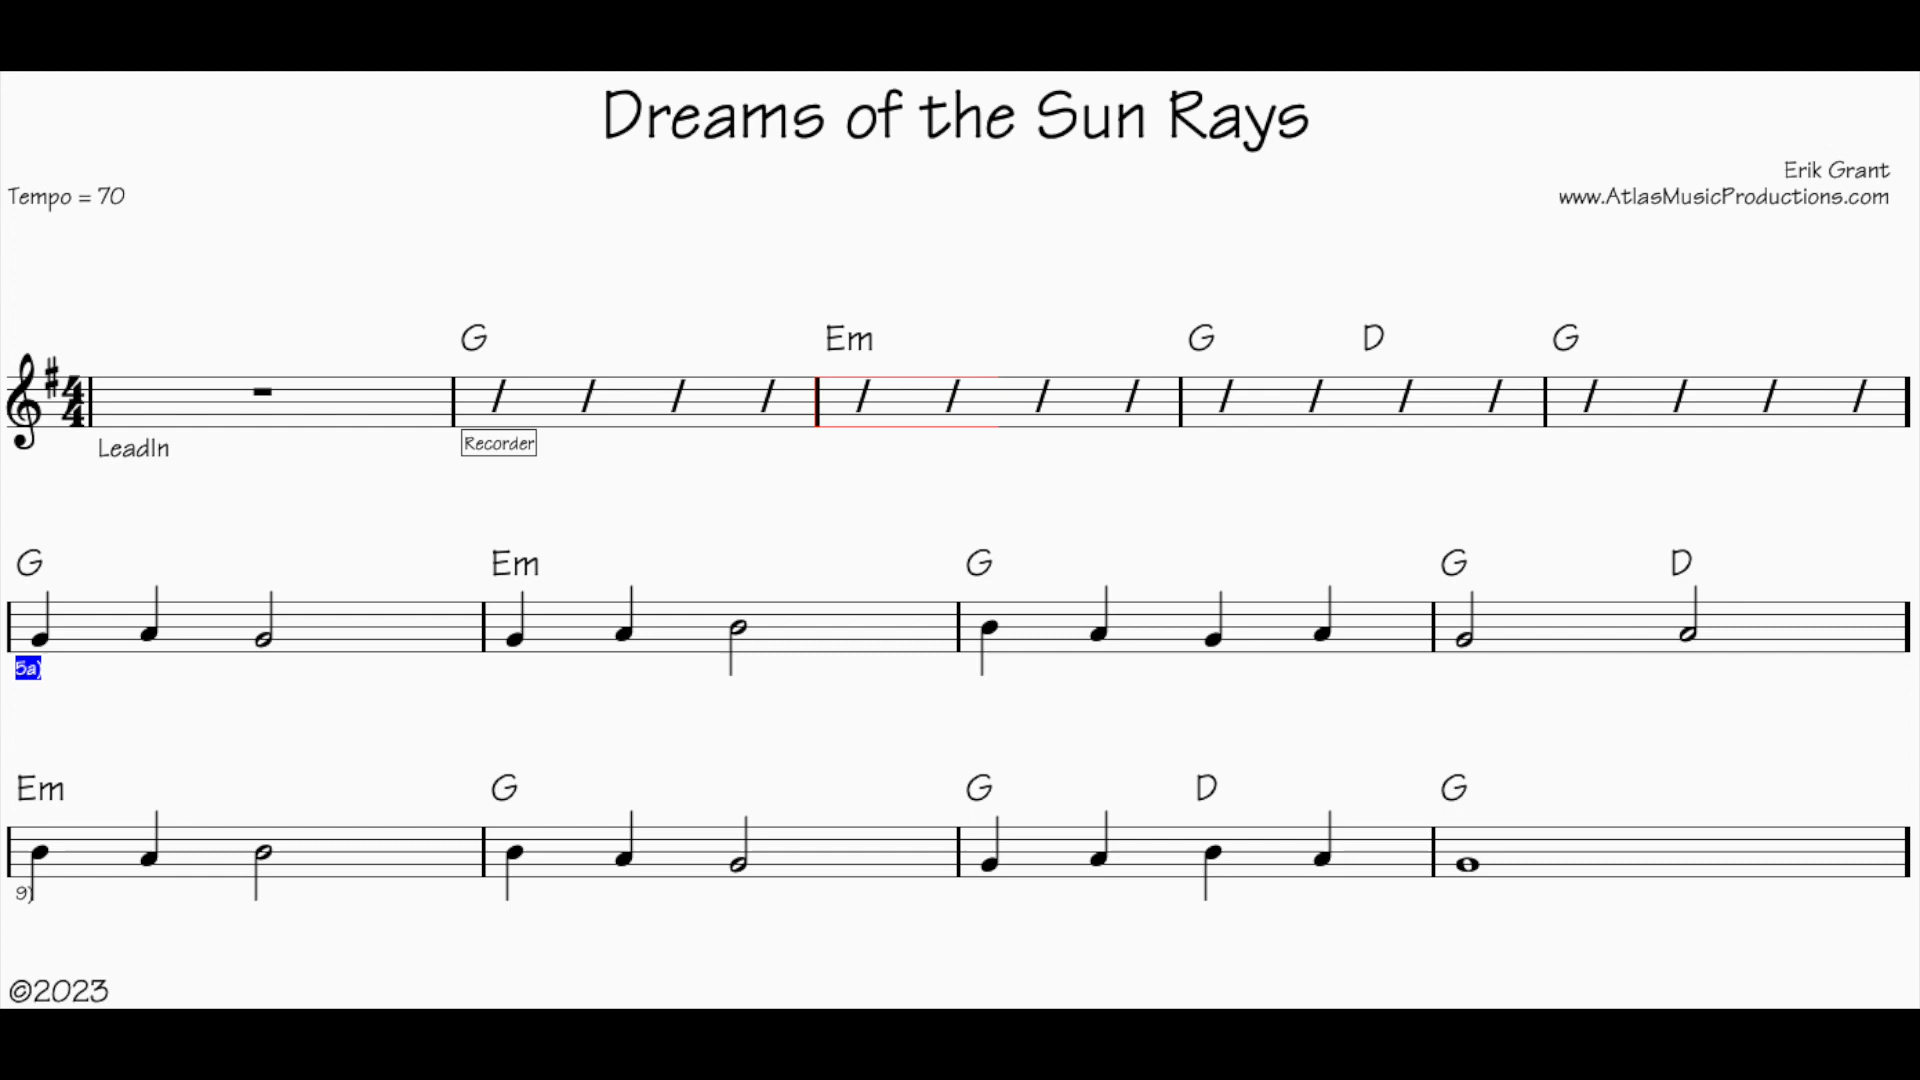 Dreams of the Sun Rays
Erik Grant
Tempo = 70
www.AtlasMusicProductions.com
G Em G D G
LeadIn
Recorder
G Em G G D
5a)
Em G G D G
9)
©2023